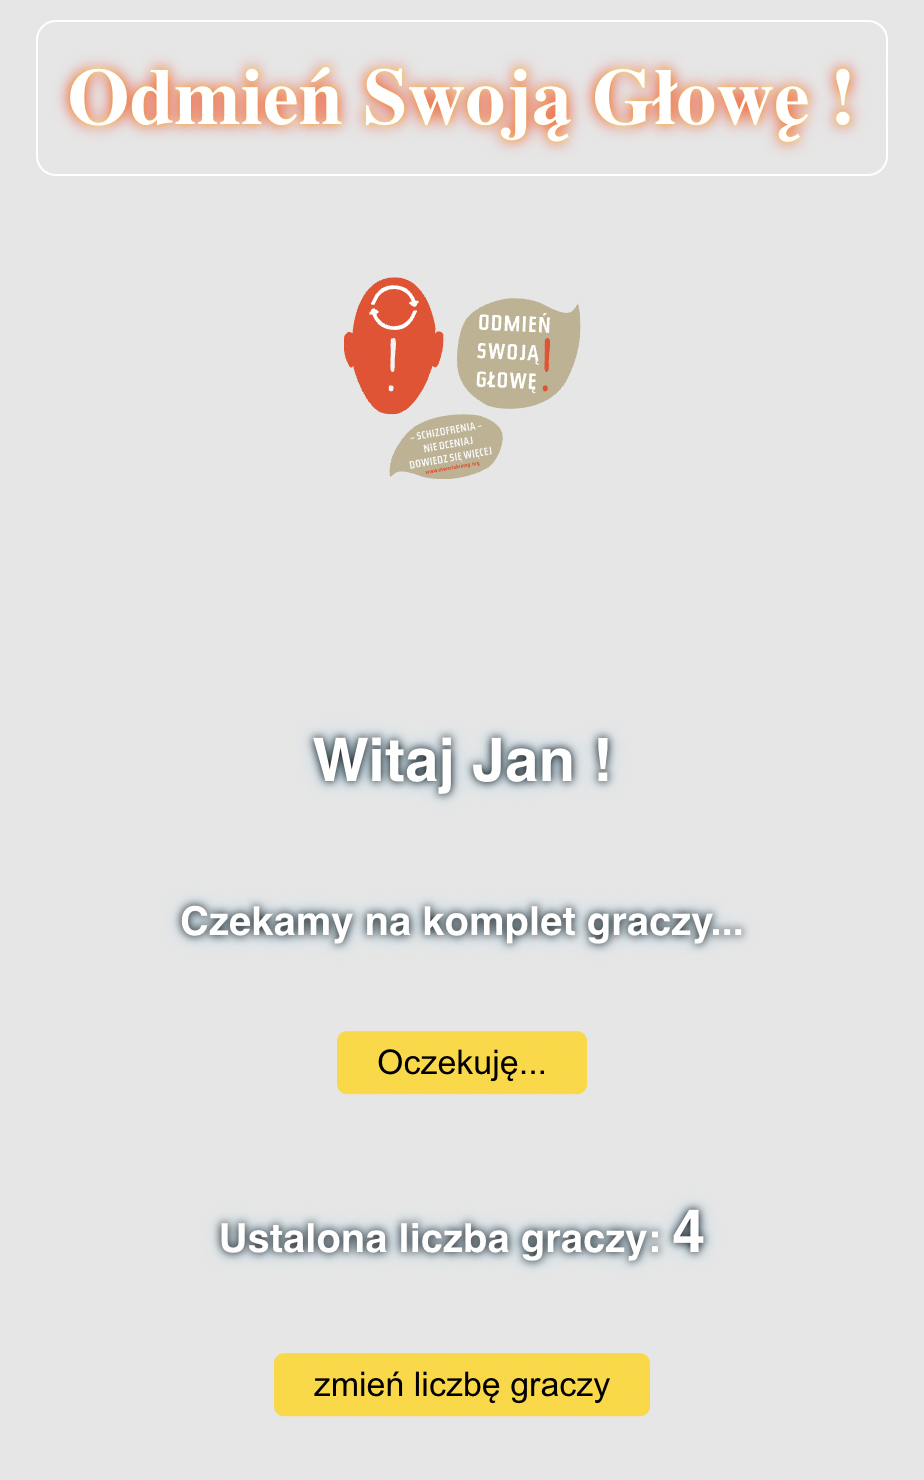 Odmień Swoją Głowę !
ODMIEŃ
SWOJĄ
GŁOWĘ !
– SCHIZOFRENIA –
NIE OCENIAJ
DOWIEDZ SIĘ WIĘCEJ
Witaj Jan !
Czekamy na komplet graczy...
Oczekuję...
Ustalona liczba graczy: 4
zmień liczbę graczy